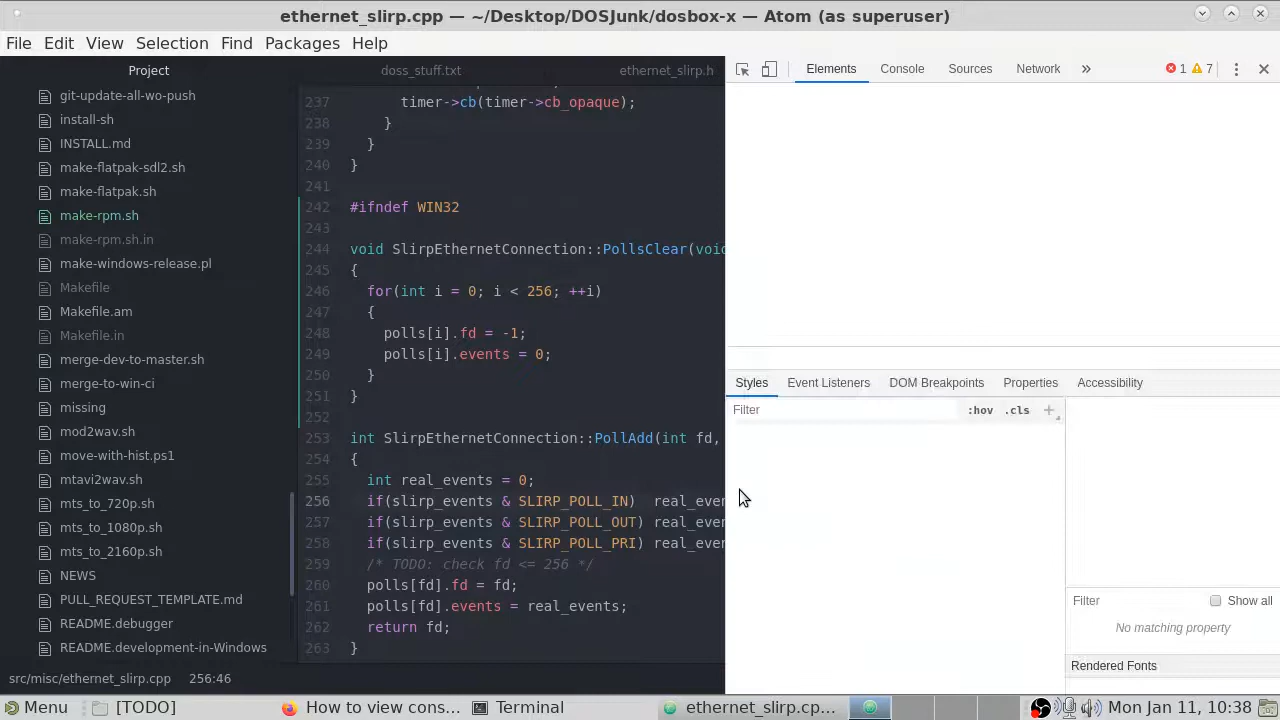 ethernet_slirp.cpp — ~/Desktop/DOSJunk/dosbox-x — Atom (as superuser)
File Edit View Selection Find Packages Help
Project
git-update-all-wo-push
install-sh
INSTALL.md
make-flatpak-sdl2.sh
make-flatpak.sh
make-rpm.sh
make-rpm.sh.in
make-windows-release.pl
Makefile
Makefile.am
Makefile.in
merge-dev-to-master.sh
merge-to-win-ci
missing
mod2wav.sh
move-with-hist.ps1
mtavi2wav.sh
mts_to_720p.sh
mts_to_1080p.sh
mts_to_2160p.sh
NEWS
PULL_REQUEST_TEMPLATE.md
README.debugger
README.development-in-Windows
doss_stuff.txt ethernet_slirp.h
237 timer->cb(timer->cb_opaque);
238 }
239 }
240 }
241
242 #ifndef WIN32
243
244 void SlirpEthernetConnection::PollsClear(void
245 {
246 for(int i = 0; i < 256; ++i)
247 {
248 polls[i].fd = -1;
249 polls[i].events = 0;
250 }
251 }
252
253 int SlirpEthernetConnection::PollAdd(int fd,
254 {
255 int real_events = 0;
256 if(slirp_events & SLIRP_POLL_IN) real_even
257 if(slirp_events & SLIRP_POLL_OUT) real_even
258 if(slirp_events & SLIRP_POLL_PRI) real_even
259 /* TODO: check fd <= 256 */
260 polls[fd].fd = fd;
261 polls[fd].events = real_events;
262 return fd;
263 }
Elements Console Sources Network » 1 7
Styles Event Listeners DOM Breakpoints Properties Accessibility
Filter :hov .cls +
Filter Show all
No matching property
Rendered Fonts
src/misc/ethernet_slirp.cpp 256:46
Menu [TODO] How to view cons... Terminal ethernet_slirp.cp... Mon Jan 11, 10:38